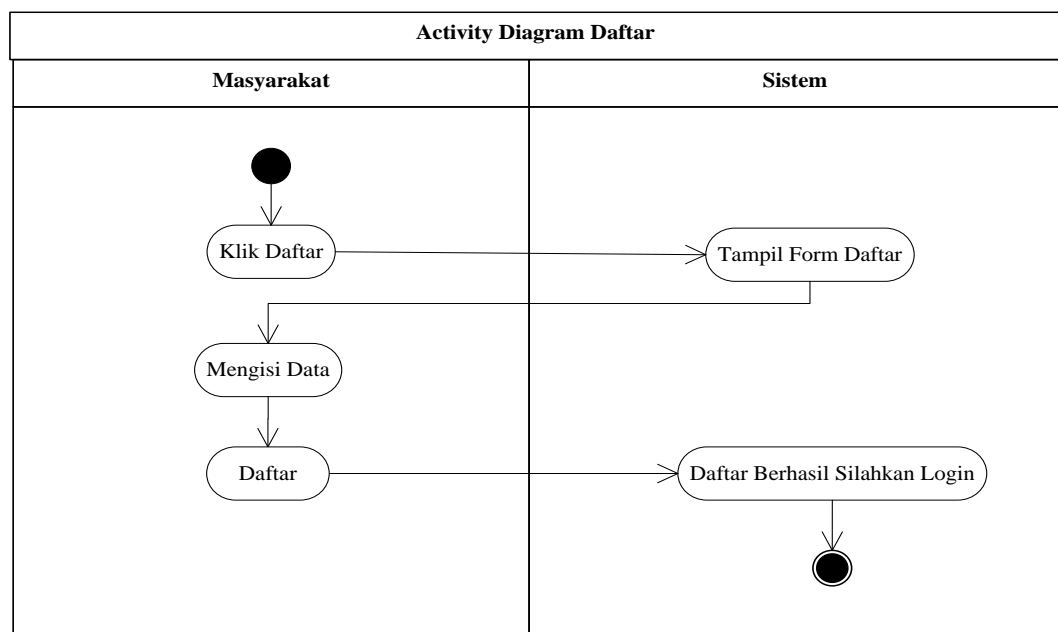 Activity Diagram Daftar
Masyarakat
Sistem
Klik Daftar
Tampil Form Daftar
Mengisi Data
Daftar
Daftar Berhasil Silahkan Login